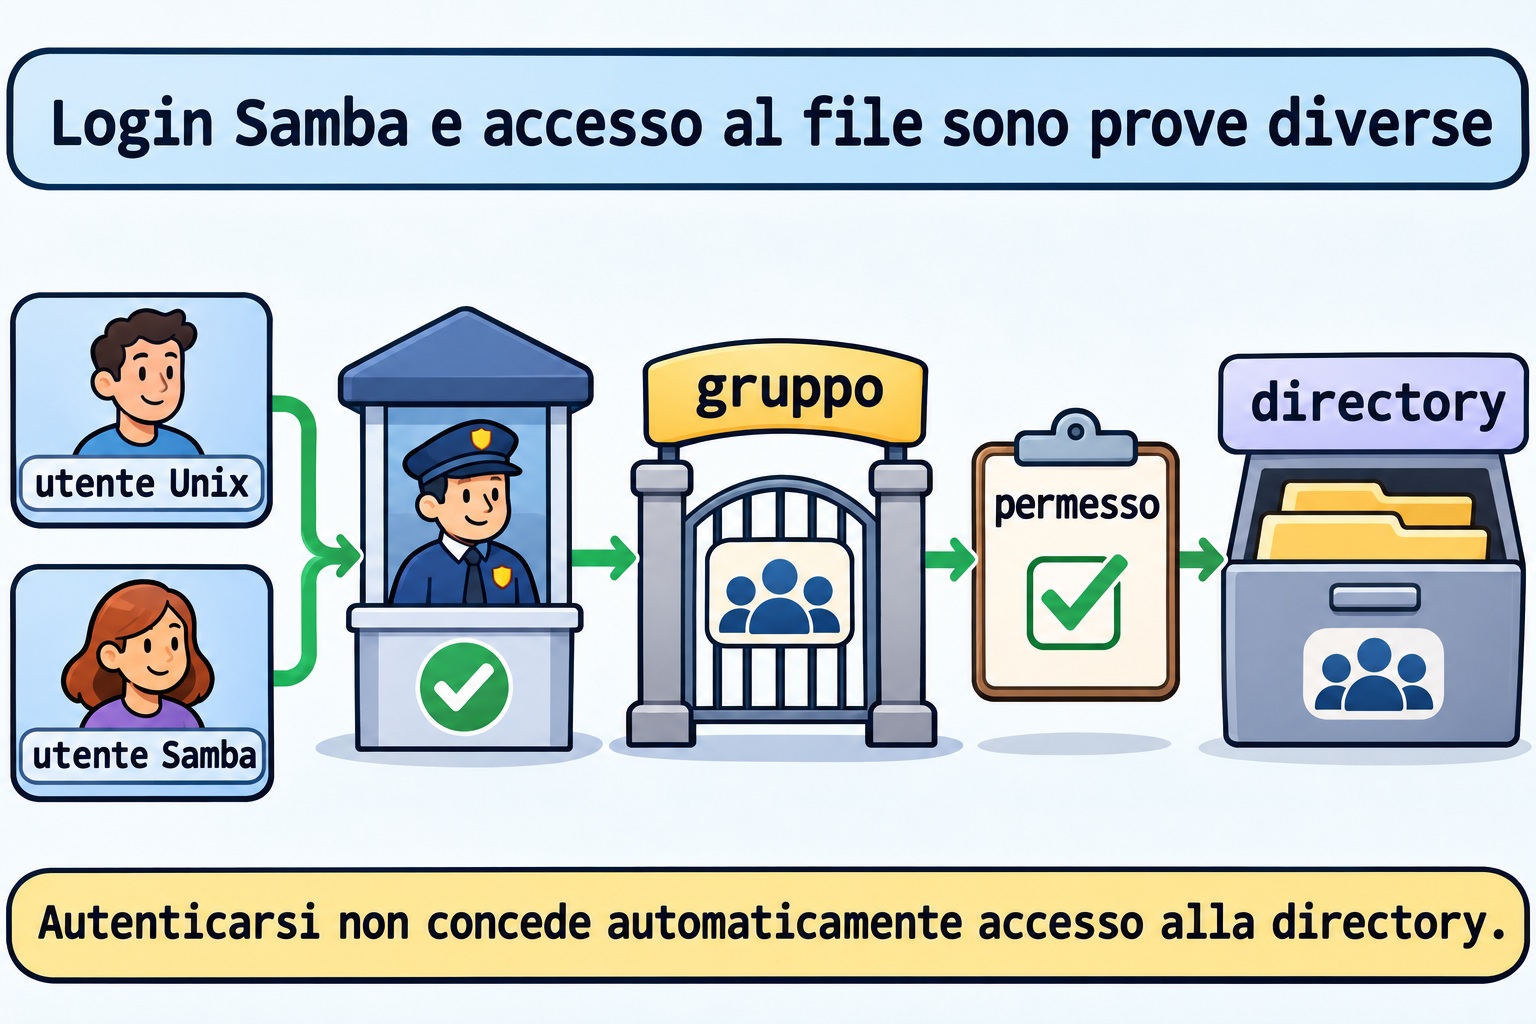 Login Samba e accesso al file sono prove diverse
utente Unix
utente Samba
gruppo
permesso
directory
Autenticarsi non concede automaticamente accesso alla directory.